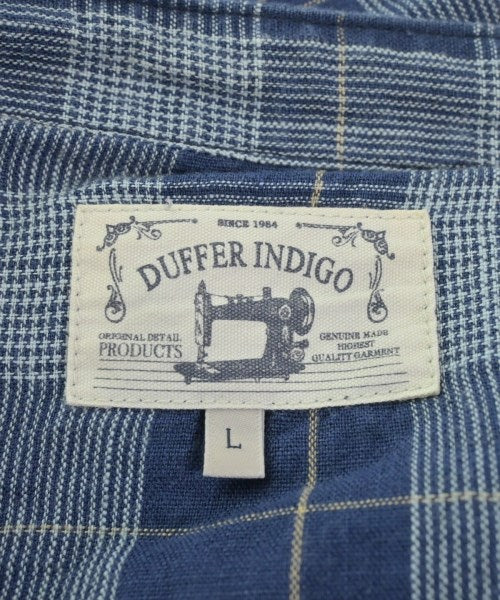 SINCE 1984
DUFFER INDIGO
ORIGINAL DETAIL
PRODUCTS
GENUINE MADE
HIGHEST
QUALITY GARMENT
L